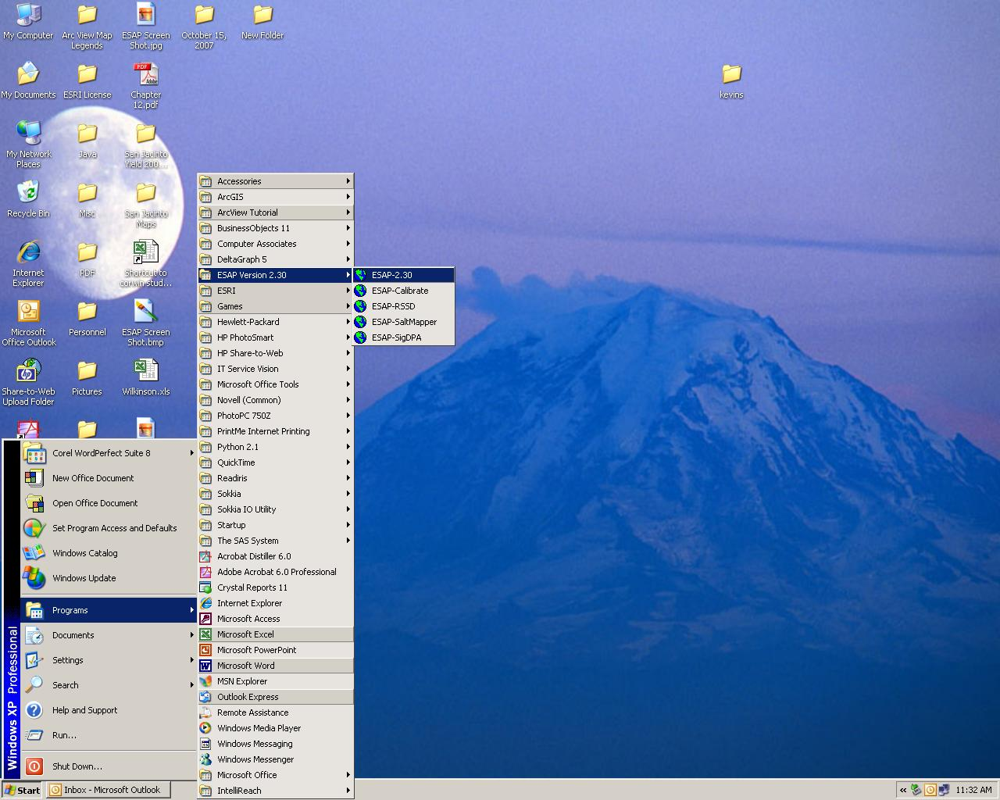 My Computer
Arc View Map
Legends
ESAP Screen
Shot.jpg
October 15,
2007
New Folder
My Documents
ESRI License
PDF
Adobe
Chapter
12.pdf
kevins
My Network
Places
Java
San Jacinto
Yield 200...
Recycle Bin
Misc
San Jacinto
Maps
Internet
Explorer
PDF
Shortcut to
corwin stud...
Microsoft
Office Outlook
Personnel
ESAP Screen
Shot.bmp
Share-to-Web
Upload Folder
Pictures
Wilkinson.xls
Accessories
ArcGIS
ArcView Tutorial
BusinessObjects 11
Computer Associates
DeltaGraph 5
ESAP Version 2.30
ESRI
Games
Hewlett-Packard
HP PhotoSmart
HP Share-to-Web
IT Service Vision
Microsoft Office Tools
Novell (Common)
PhotoPC 750Z
PrintMe Internet Printing
Python 2.1
QuickTime
Readiris
Sokkia
Sokkia IO Utility
Startup
The SAS System
Acrobat Distiller 6.0
Adobe Acrobat 6.0 Professional
Crystal Reports 11
Internet Explorer
Microsoft Access
Microsoft Excel
Microsoft PowerPoint
Microsoft Word
MSN Explorer
Outlook Express
Remote Assistance
Windows Media Player
Windows Messaging
Windows Messenger
Microsoft Office
IntelliReach
ESAP-2.30
ESAP-Calibrate
ESAP-RSSD
ESAP-SaltMapper
ESAP-SigDPA
Corel WordPerfect Suite 8
New Office Document
Open Office Document
Set Program Access and Defaults
Windows Catalog
Windows Update
Programs
Documents
Settings
Search
Help and Support
Run...
Shut Down...
Windows XP Professional
Start
Inbox - Microsoft Outlook
11:32 AM